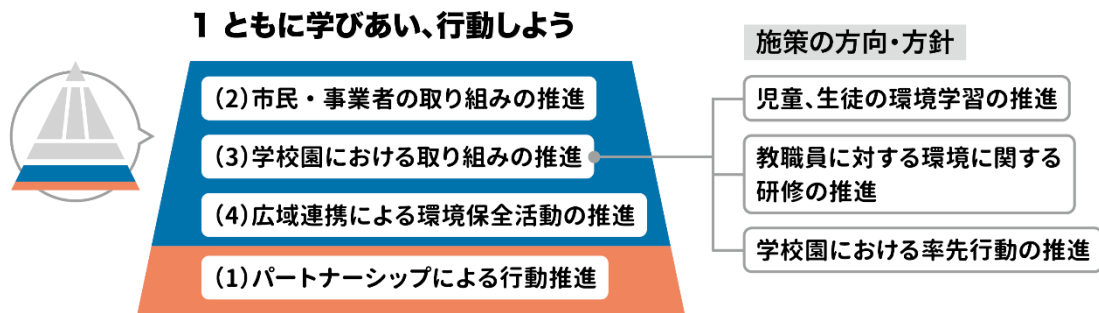 1 ともに学びあい、行動しよう
(2)市民・事業者の取り組みの推進
(3)学校園における取り組みの推進
(4)広域連携による環境保全活動の推進
(1)パートナーシップによる行動推進
施策の方向・方針
児童、生徒の環境学習の推進
教職員に対する環境に関する
研修の推進
学校園における率先行動の推進